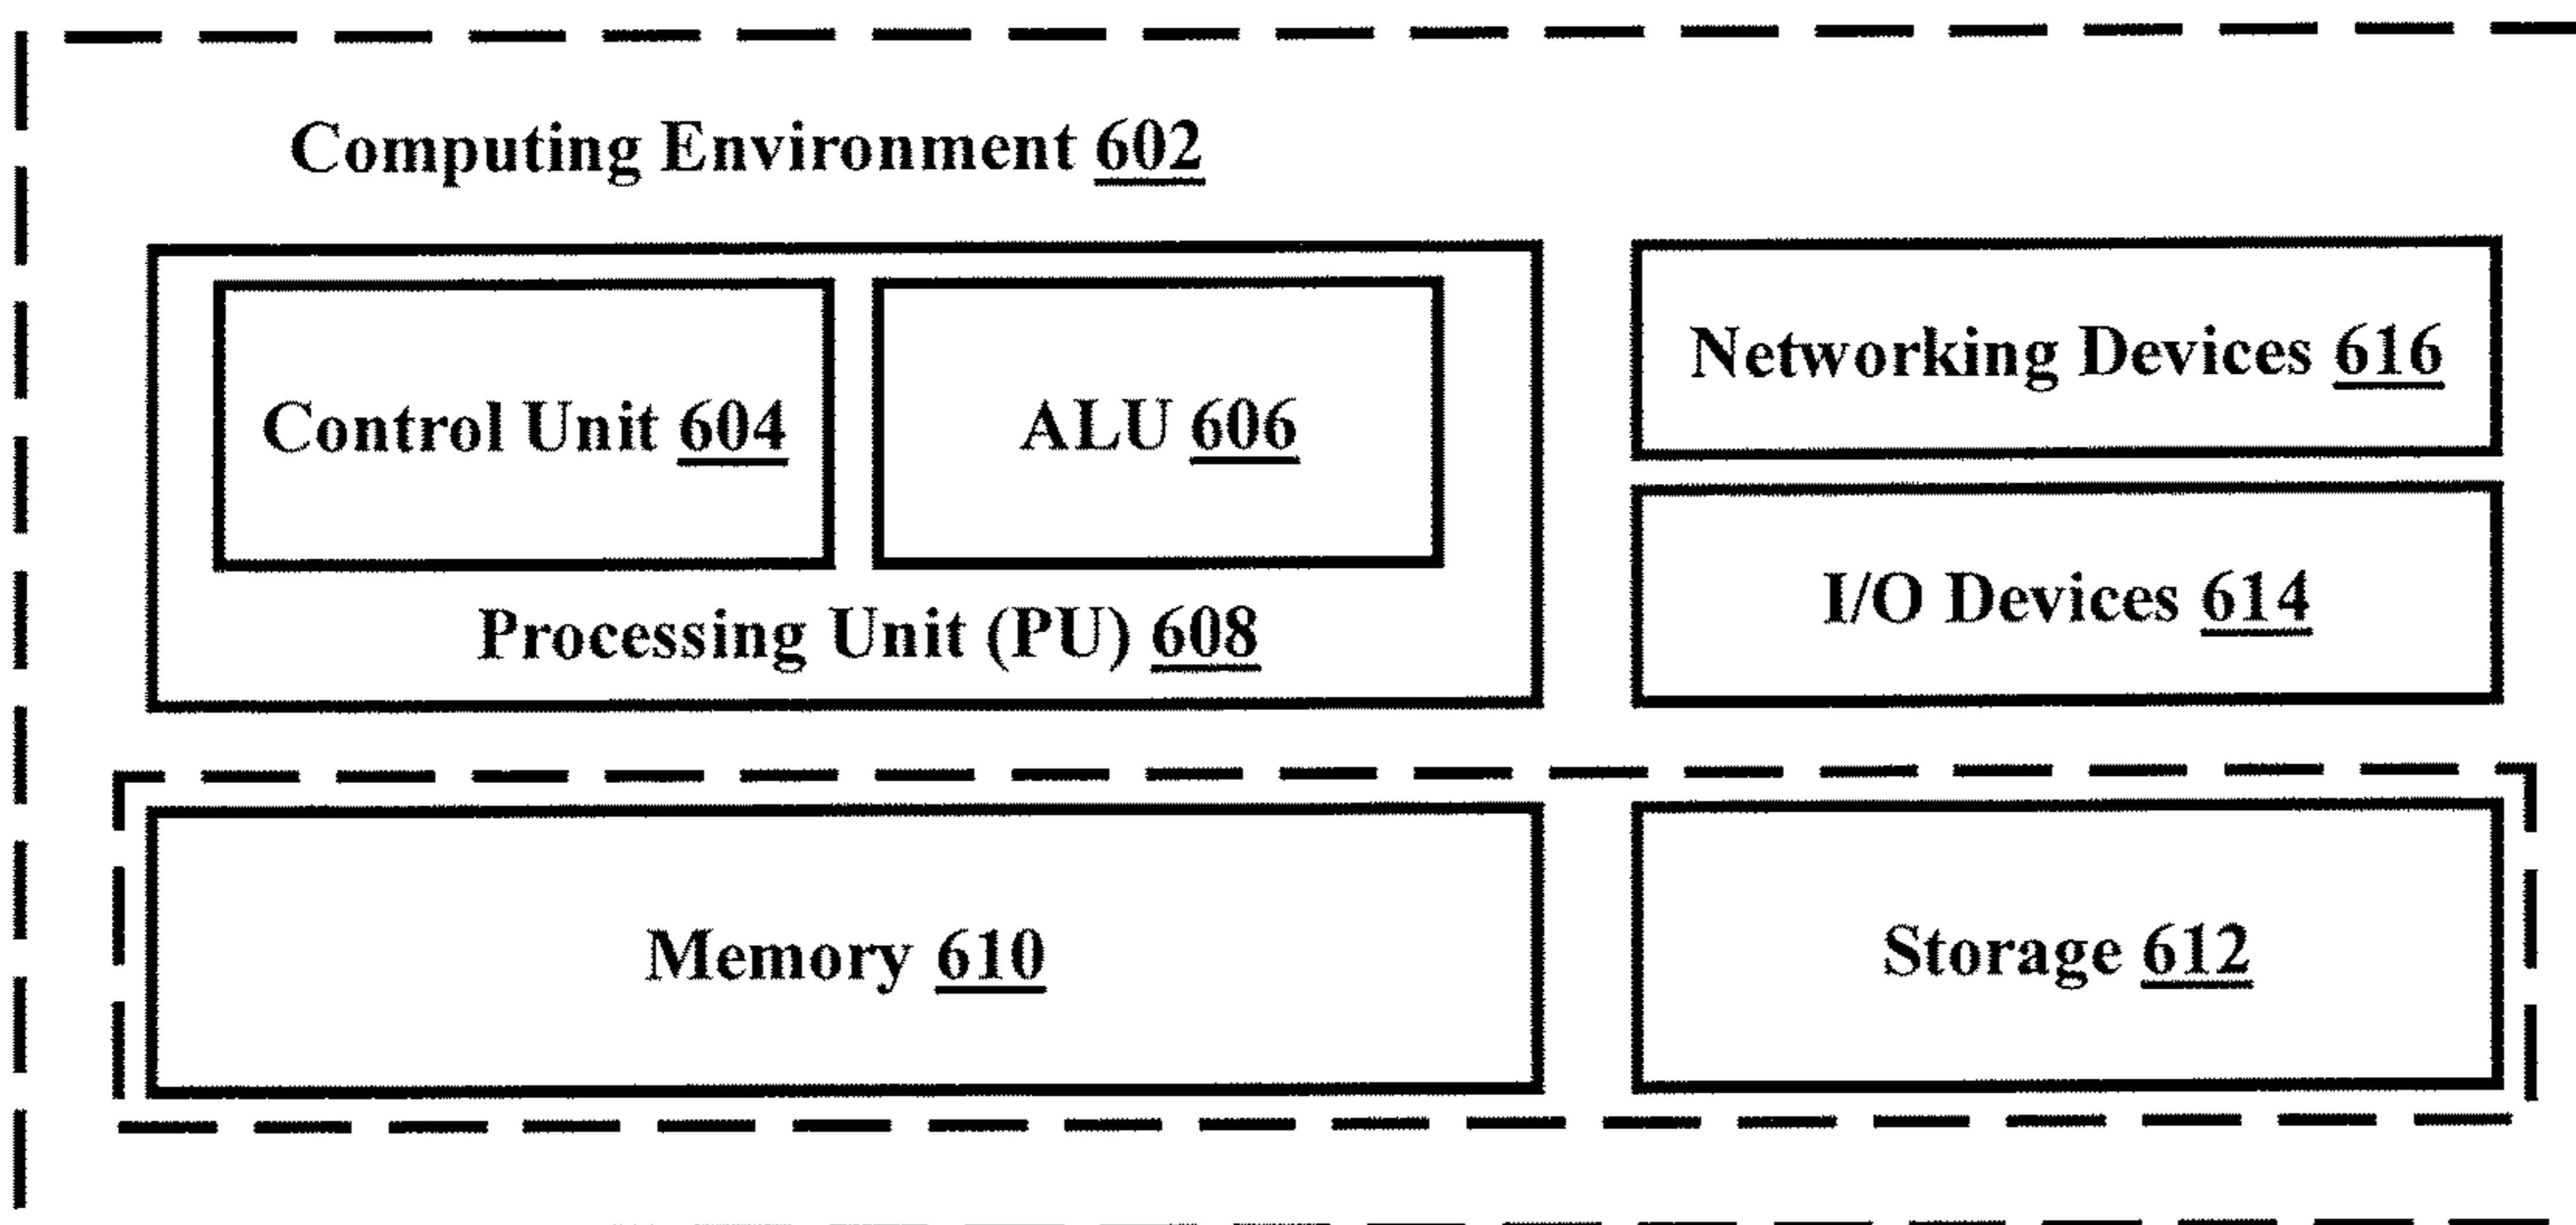 Computing Environment 602
Control Unit 604
ALU 606
Processing Unit (PU) 608
Networking Devices 616
I/O Devices 614
Memory 610
Storage 612